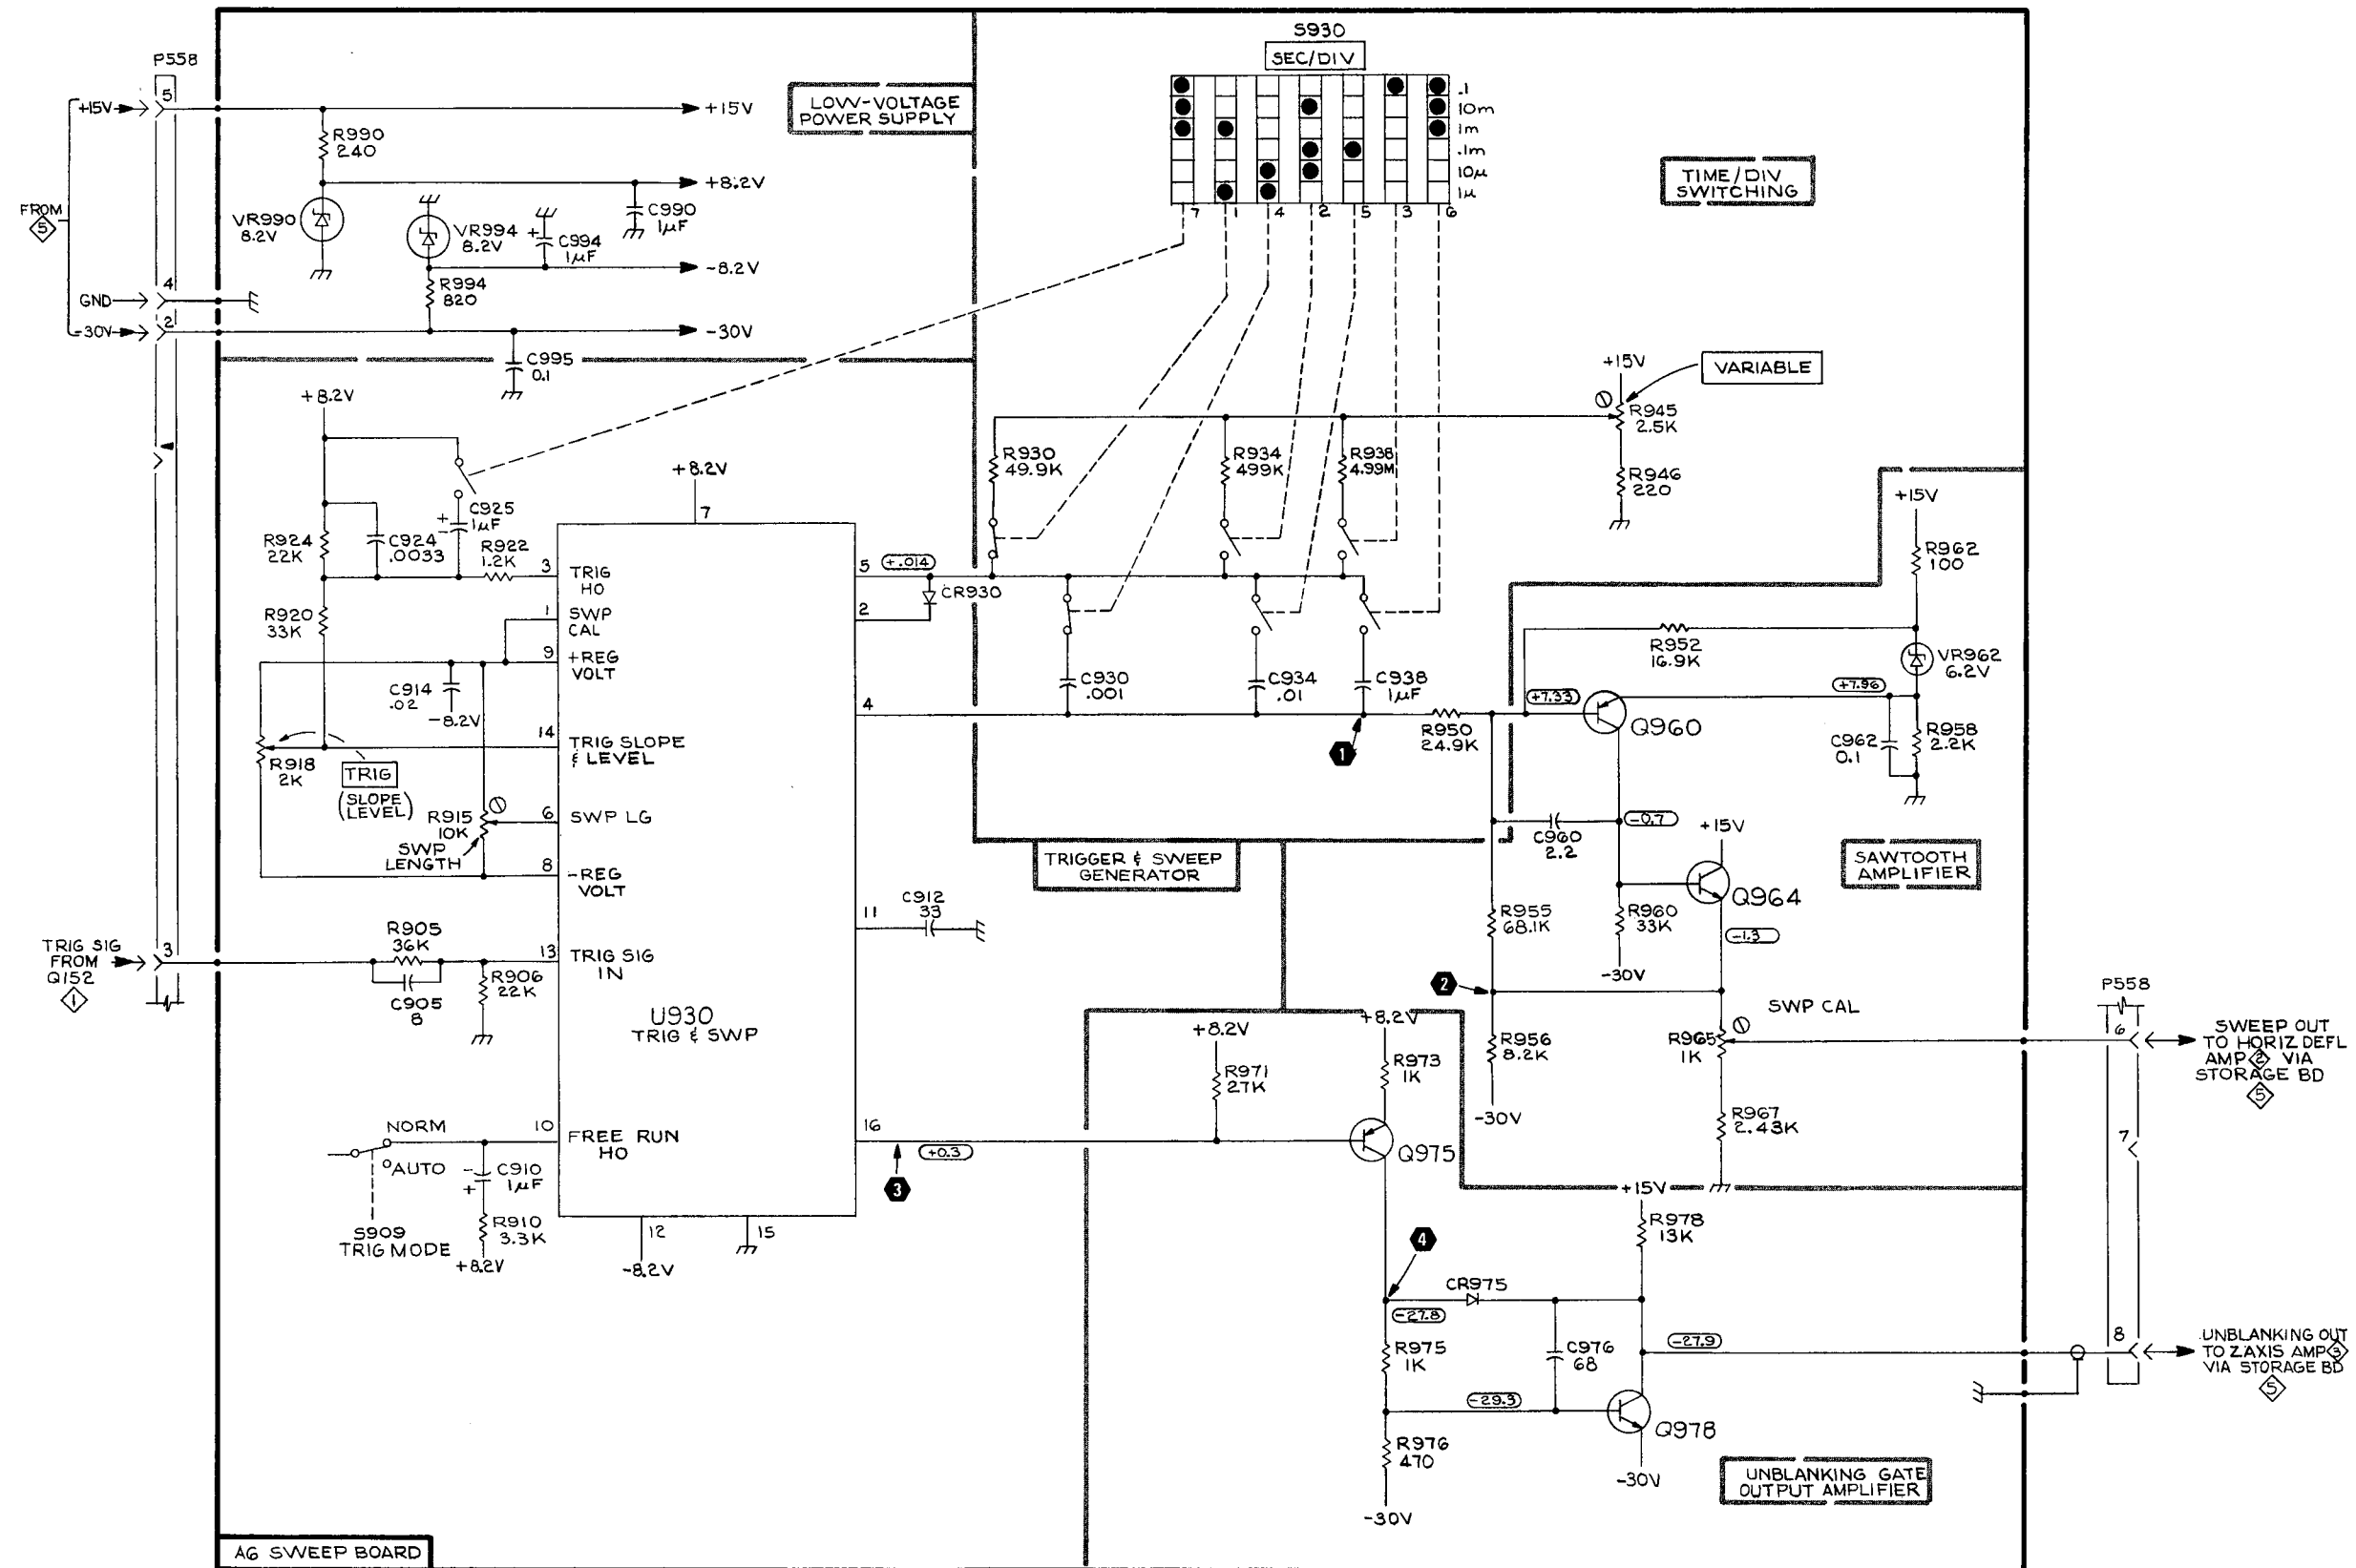 P558
+15V
5
FROM
5
GND
4
-30V
2
R990
240
VR990
8.2V
VR994
8.2V
C994
1µF
+
R994
820
C990
1µF
C995
0.1
+15V
+8.2V
-8.2V
-30V
LOW-VOLTAGE
POWER SUPPLY
S930
SEC/DIV
.1
10m
1m
.1m
10µ
1µ
7 1 4 2 5 3 6
TIME/DIV
SWITCHING
+15V
VARIABLE
R945
2.5K
R946
220
R930
49.9K
R934
499K
R938
4.99M
+8.2V
R924
22K
C924
.0033
C925
1µF
+
-
R922
1.2K
R920
33K
C914
.02
-8.2V
R918
2K
TRIG
(SLOPE
LEVEL)
R915
10K
SWP
LENGTH
+8.2V
7
3
TRIG
HO
1
SWP
CAL
9
+REG
VOLT
14
TRIG SLOPE
& LEVEL
6
SWP LG
8
-REG
VOLT
13
TRIG SIG
IN
U930
TRIG & SWP
10
FREE RUN
HO
12
-8.2V
15
5
+.014
2
CR930
4
11
C912
33
16
+0.3
3
C930
.001
C934
.01
C938
1µF
1
R950
24.9K
TRIGGER & SWEEP
GENERATOR
TRIG SIG
FROM
Q152
1
3
R905
36K
C905
8
R906
22K
NORM
AUTO
S909
TRIG MODE
-
+
C910
1µF
R910
3.3K
+8.2V
+15V
R962
100
R952
16.9K
VR962
6.2V
+7.33
+7.96
Q960
C962
0.1
R958
2.2K
C960
2.2
-0.7
+15V
SAWTOOTH
AMPLIFIER
Q964
R955
68.1K
R960
33K
-30V
-1.3
2
R956
8.2K
-30V
SWP CAL
R965
1K
R967
2.43K
P558
6
SWEEP OUT
TO HORIZ DEFL
AMP 2 VIA
STORAGE BD
5
7
+8.2V
R971
27K
+8.2V
R973
1K
Q975
4
CR975
-27.8
R975
1K
C976
68
-29.3
R976
470
-30V
+15V
R978
13K
-27.9
Q978
-30V
8
UNBLANKING OUT
TO Z AXIS AMP 3
VIA STORAGE BD
5
UNBLANKING GATE
OUTPUT AMPLIFIER
A6 SWEEP BOARD